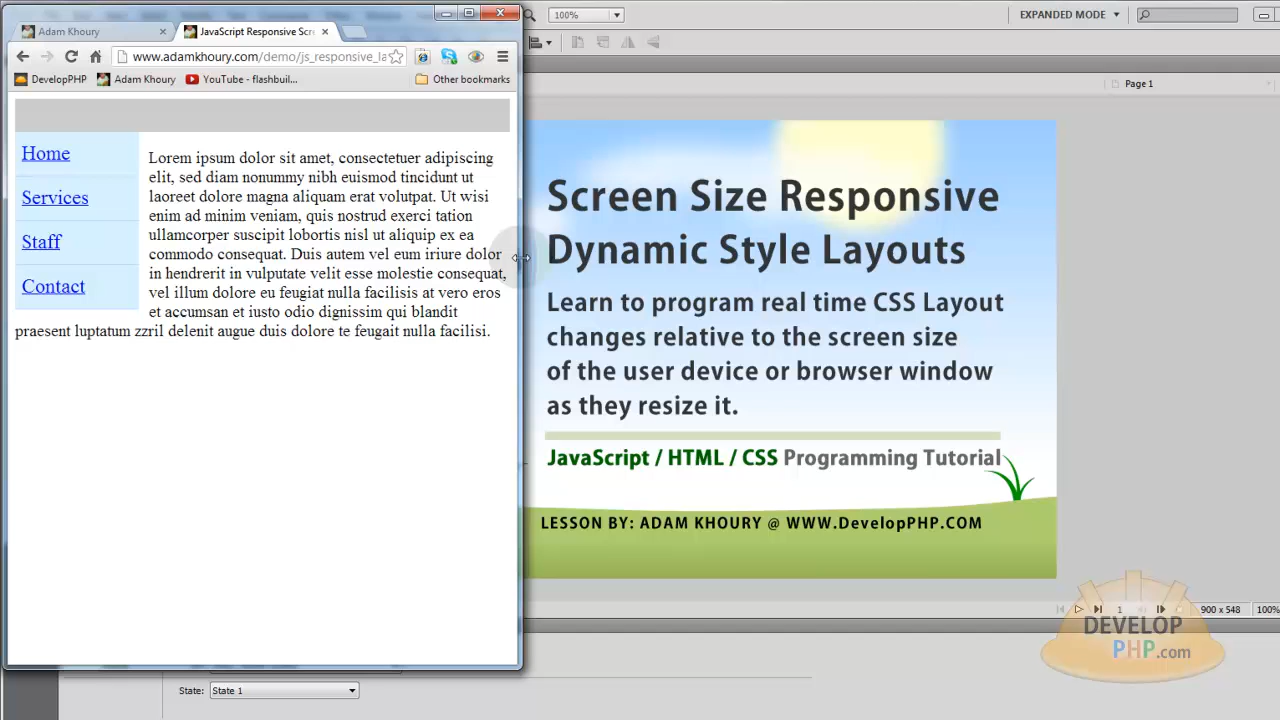 Adam Khoury
JavaScript Responsive Scr
www.adamkhoury.com/demo/js_responsive_la
DevelopPHP
Adam Khoury
YouTube - flashbuil...
Other bookmarks
Home
Services
Staff
Contact
Lorem ipsum dolor sit amet, consectetuer adipiscing
elit, sed diam nonummy nibh euismod tincidunt ut
laoreet dolore magna aliquam erat volutpat. Ut wisi
enim ad minim veniam, quis nostrud exerci tation
ullamcorper suscipit lobortis nisl ut aliquip ex ea
commodo consequat. Duis autem vel eum iriure dolor
in hendrerit in vulputate velit esse molestie consequat,
vel illum dolore eu feugiat nulla facilisis at vero eros
et accumsan et iusto odio dignissim qui blandit
praesent luptatum zzril delenit augue duis dolore te feugait nulla facilisi.
100%
EXPANDED MODE
Page 1
Screen Size Responsive
Dynamic Style Layouts
Learn to program real time CSS Layout
changes relative to the screen size
of the user device or browser window
as they resize it.
JavaScript / HTML / CSS Programming Tutorial
LESSON BY: ADAM KHOURY @ WWW.DevelopPHP.COM
1
900 x 548
100%
DEVELOP
PHP.com
State: State 1